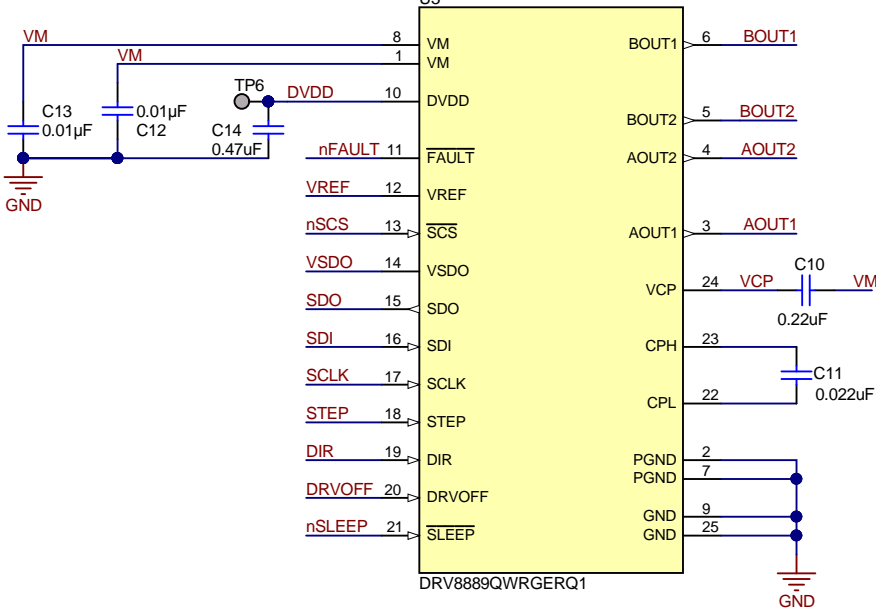 VM 8 VM BOUT1 6 BOUT1
VM 1 VM
TP6 DVDD 10 DVDD
C13 0.01µF
0.01µF C12
C14 0.47uF
BOUT2 5 BOUT2
nFAULT 11 FAULT AOUT2 4 AOUT2
GND
VREF 12 VREF
nSCS 13 SCS AOUT1 3 AOUT1
VSDO 14 VSDO
C10
VCP 24 VCP VM
0.22uF
SDO 15 SDO
SDI 16 SDI CPH 23
C11
0.022uF
SCLK 17 SCLK
CPL 22
STEP 18 STEP
DIR 19 DIR PGND 2
PGND 7
DRVOFF 20 DRVOFF
GND 9
nSLEEP 21 SLEEP GND 25
DRV8889QWRGERQ1
GND